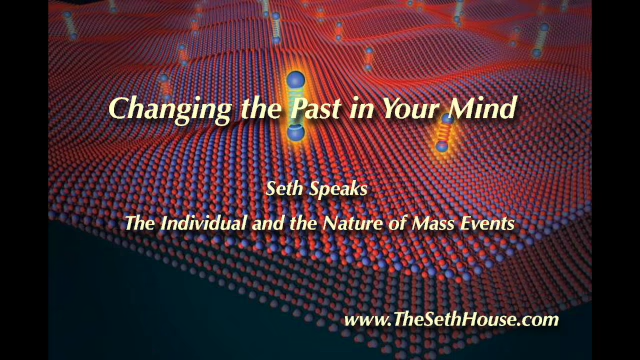 Changing the Past in Your Mind
Seth Speaks
The Individual and the Nature of Mass Events
www.TheSethHouse.com